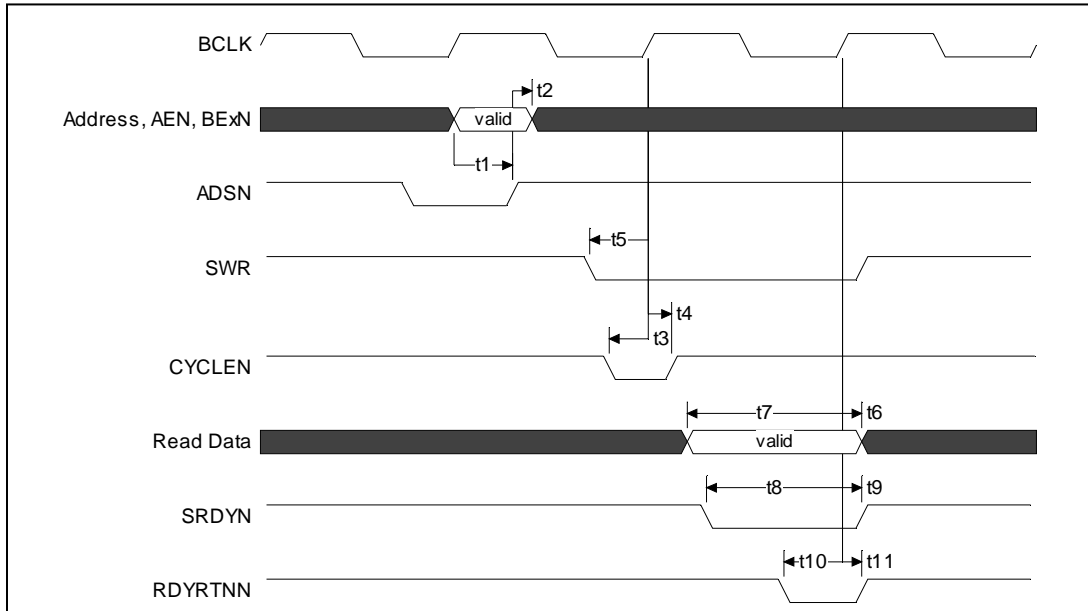 BCLK
t2
Address, AEN, BExN
valid
t1
ADSN
t5
SWR
t4
t3
CYCLEN
t7
t6
Read Data
valid
t8
t9
SRDYN
t10
t11
RDYRTNN